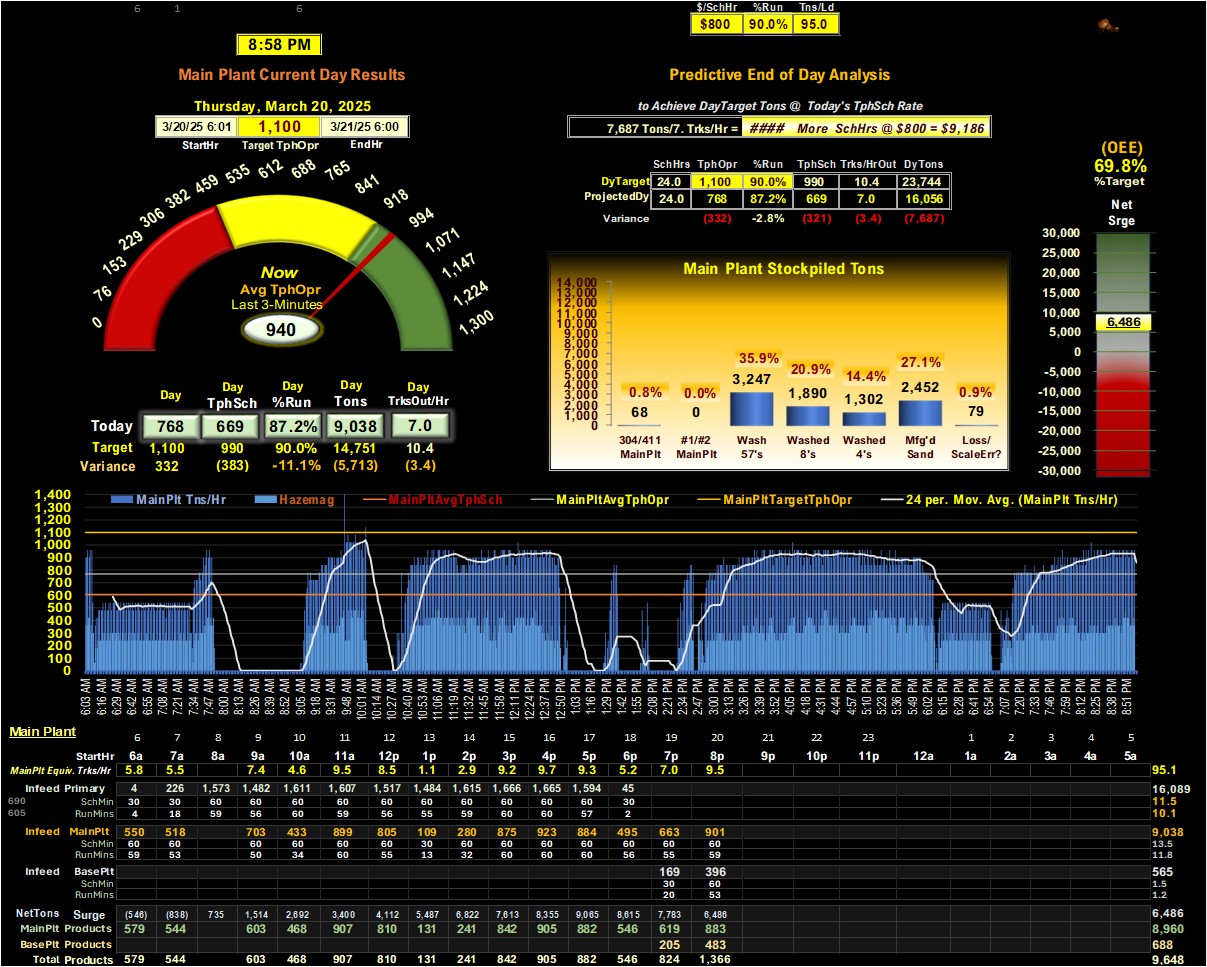 6 1 6
$/SchHr %Run Tns/Ld
$800 90.0% 95.0
8:58 PM
Main Plant Current Day Results
Predictive End of Day Analysis
Thursday, March 20, 2025
to Achieve DayTarget Tons @ Today's TphSch Rate
3/20/25 6:01 1,100 3/21/25 6:00
StartHr Target TphOpr EndHr
7,687 Tons/7. Trks/Hr = #### More SchHrs @ $800 = $9,186
(OEE)
69.8%
%Target
SchHrs TphOpr %Run TphSch Trks/HrOut DyTons
DyTarget 24.0 1,100 90.0% 990 10.4 23,744
ProjectedDy 24.0 768 87.2% 669 7.0 16,056
Variance (332) -2.8% (321) (3.4) (7,687)
0 76 153 229 306 382 459 535 612 688 765 841 918 994 1,071 1,147 1,224 1,300
Now
Avg TphOpr
Last 3-Minutes
940
Net
Srge
30,000
20,000
15,000
10,000
6,486
5,000
0
-5,000
-10,000
-15,000
-20,000
-30,000
Main Plant Stockpiled Tons
14,000
13,000
12,000
11,000
10,000
9,000
8,000
7,000
6,000
5,000
4,000
3,000
2,000
1,000
0
0.8% 0.0% 35.9% 20.9% 14.4% 27.1% 0.9%
68 0 3,247 1,890 1,302 2,452 79
304/411 #1/#2 Wash Washed Washed Mfg'd Loss/
MainPlt MainPlt 57's 8's 4's Sand ScaleErr?
Day Day Day Day Day
TphSch %Run Tons TrksOut/Hr
Today 768 669 87.2% 9,038 7.0
Target 1,100 990 90.0% 14,751 10.4
Variance 332 (383) -11.1% (5,713) (3.4)
MainPlt Tns/Hr Hazemag MainPltAvgTphSch MainPltAvgTphOpr MainPltTargetTphOpr 24 per. Mov. Avg. (MainPlt Tns/Hr)
1,400
1,300
1,200
1,100
1,000
900
800
700
600
500
400
300
200
100
0
6:03 AM 6:16 AM 6:29 AM 6:42 AM 6:55 AM 7:08 AM 7:21 AM 7:34 AM 7:47 AM 8:00 AM 8:13 AM 8:26 AM 8:39 AM 8:52 AM 9:05 AM 9:18 AM 9:31 AM 9:48 AM 10:01 AM 10:14 AM 10:27 AM 10:40 AM 10:53 AM 11:06 AM 11:19 AM 11:32 AM 11:45 AM 11:58 AM 12:11 PM 12:24 PM 12:37 PM 12:50 PM 1:03 PM 1:16 PM 1:29 PM 1:42 PM 1:55 PM 2:08 PM 2:21 PM 2:34 PM 2:47 PM 3:00 PM 3:13 PM 3:26 PM 3:39 PM 3:52 PM 4:05 PM 4:18 PM 4:31 PM 4:44 PM 4:57 PM 5:10 PM 5:23 PM 5:36 PM 5:49 PM 6:02 PM 6:15 PM 6:28 PM 6:41 PM 6:54 PM 7:07 PM 7:20 PM 7:33 PM 7:46 PM 7:59 PM 8:12 PM 8:25 PM 8:38 PM 8:51 PM
Main Plant
6 7 8 9 10 11 12 13 14 15 16 17 18 19 20 21 22 23 1 2 3 4 5
StartHr 6a 7a 8a 9a 10a 11a 12p 1p 2p 3p 4p 5p 6p 7p 8p 9p 10p 11p 12a 1a 2a 3a 4a 5a
MainPlt Equiv. Trks/Hr 5.8 5.5 7.4 4.6 9.5 8.5 1.1 2.9 9.2 9.7 9.3 5.2 7.0 9.5 95.1
Infeed Primary 4 226 1,573 1,482 1,611 1,607 1,517 1,484 1,615 1,666 1,665 1,594 45 16,089
690 SchMin 30 30 60 60 60 60 60 60 60 60 60 60 30 11.5
605 RunMins 4 18 59 56 60 59 56 55 59 60 60 57 2 10.1
Infeed MainPlt 550 518 703 433 899 805 109 280 875 923 884 495 663 901 9,038
SchMin 60 60 60 60 60 60 30 60 60 60 60 60 60 60 13.5
RunMins 59 53 50 34 60 55 13 32 60 60 60 56 55 59 11.8
Infeed BasePlt 169 396 565
SchMin 30 60 1.5
RunMins 20 53 1.2
NetTons Surge (546) (838) 735 1,514 2,692 3,400 4,112 5,487 6,822 7,613 8,355 9,065 8,615 7,783 6,486 6,486
MainPlt Products 579 544 603 468 907 810 131 241 842 905 882 546 619 883 8,960
BasePlt Products 205 483 688
Total Products 579 544 603 468 907 810 131 241 842 905 882 546 824 1,366 9,648